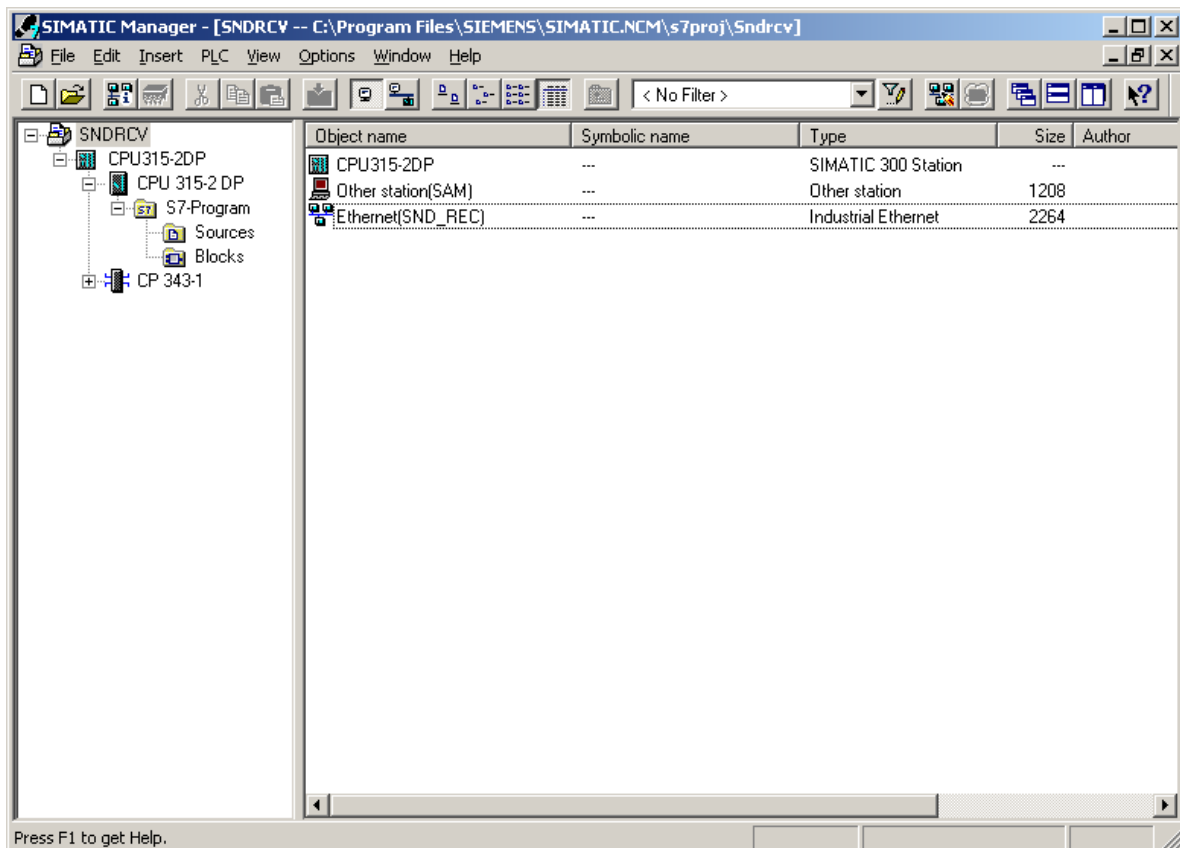 SIMATIC Manager - [SNDRCV -- C:\Program Files\SIEMENS\SIMATIC.NCM\s7proj\Sndrcv]
File Edit Insert PLC View Options Window Help
< No Filter >
SNDRCV
CPU315-2DP
CPU 315-2 DP
S7-Program
Sources
Blocks
CP 343-1
Object name Symbolic name Type Size Author
CPU315-2DP --- SIMATIC 300 Station ---
Other station(SAM) --- Other station 1208
Ethernet(SND_REC) --- Industrial Ethernet 2264
Press F1 to get Help.